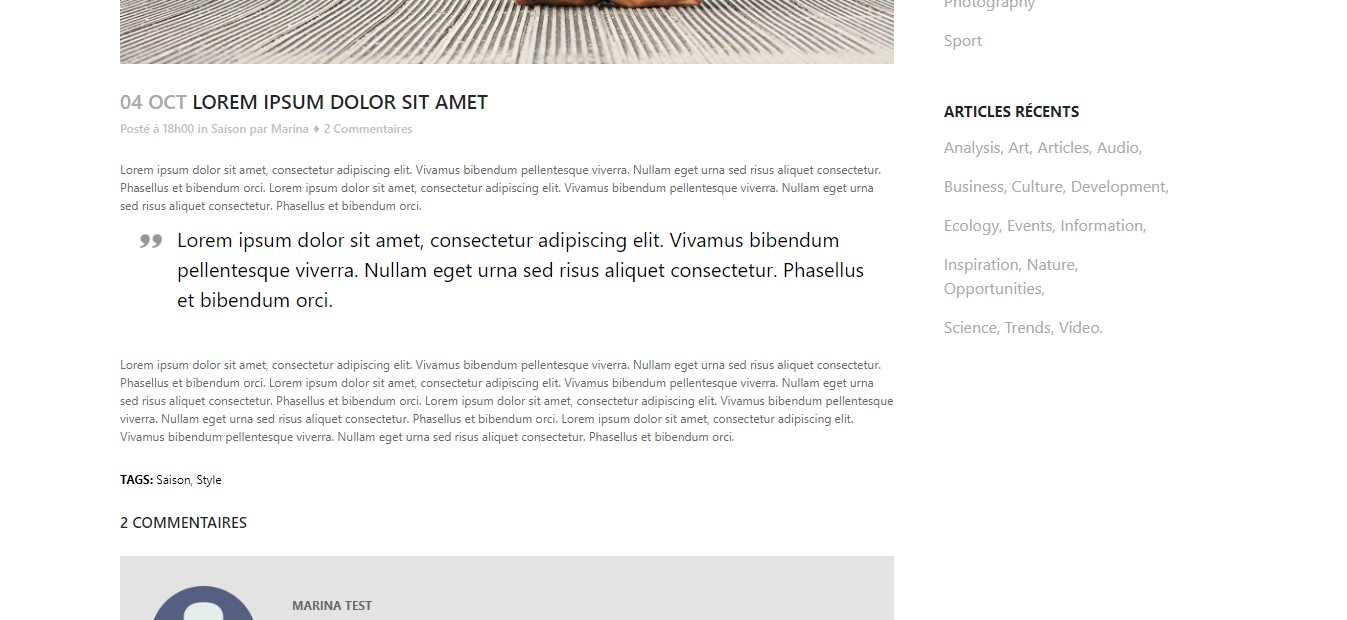 04 OCT LOREM IPSUM DOLOR SIT AMET
Posté à 18h00 in Saison par Marina ♦ 2 Commentaires
Lorem ipsum dolor sit amet, consectetur adipiscing elit. Vivamus bibendum pellentesque viverra. Nullam eget urna sed risus aliquet consectetur.
Phasellus et bibendum orci. Lorem ipsum dolor sit amet, consectetur adipiscing elit. Vivamus bibendum pellentesque viverra. Nullam eget urna
sed risus aliquet consectetur. Phasellus et bibendum orci.
” Lorem ipsum dolor sit amet, consectetur adipiscing elit. Vivamus bibendum
pellentesque viverra. Nullam eget urna sed risus aliquet consectetur. Phasellus
et bibendum orci.
Lorem ipsum dolor sit amet, consectetur adipiscing elit. Vivamus bibendum pellentesque viverra. Nullam eget urna sed risus aliquet consectetur.
Phasellus et bibendum orci. Lorem ipsum dolor sit amet, consectetur adipiscing elit. Vivamus bibendum pellentesque viverra. Nullam eget urna
sed risus aliquet consectetur. Phasellus et bibendum orci. Lorem ipsum dolor sit amet, consectetur adipiscing elit. Vivamus bibendum pellentesque
viverra. Nullam eget urna sed risus aliquet consectetur. Phasellus et bibendum orci. Lorem ipsum dolor sit amet, consectetur adipiscing elit.
Vivamus bibendum pellentesque viverra. Nullam eget urna sed risus aliquet consectetur. Phasellus et bibendum orci.
TAGS: Saison, Style
2 COMMENTAIRES
MARINA TEST
Photography
Sport
ARTICLES RÉCENTS
Analysis, Art, Articles, Audio,
Business, Culture, Development,
Ecology, Events, Information,
Inspiration, Nature,
Opportunities,
Science, Trends, Video.